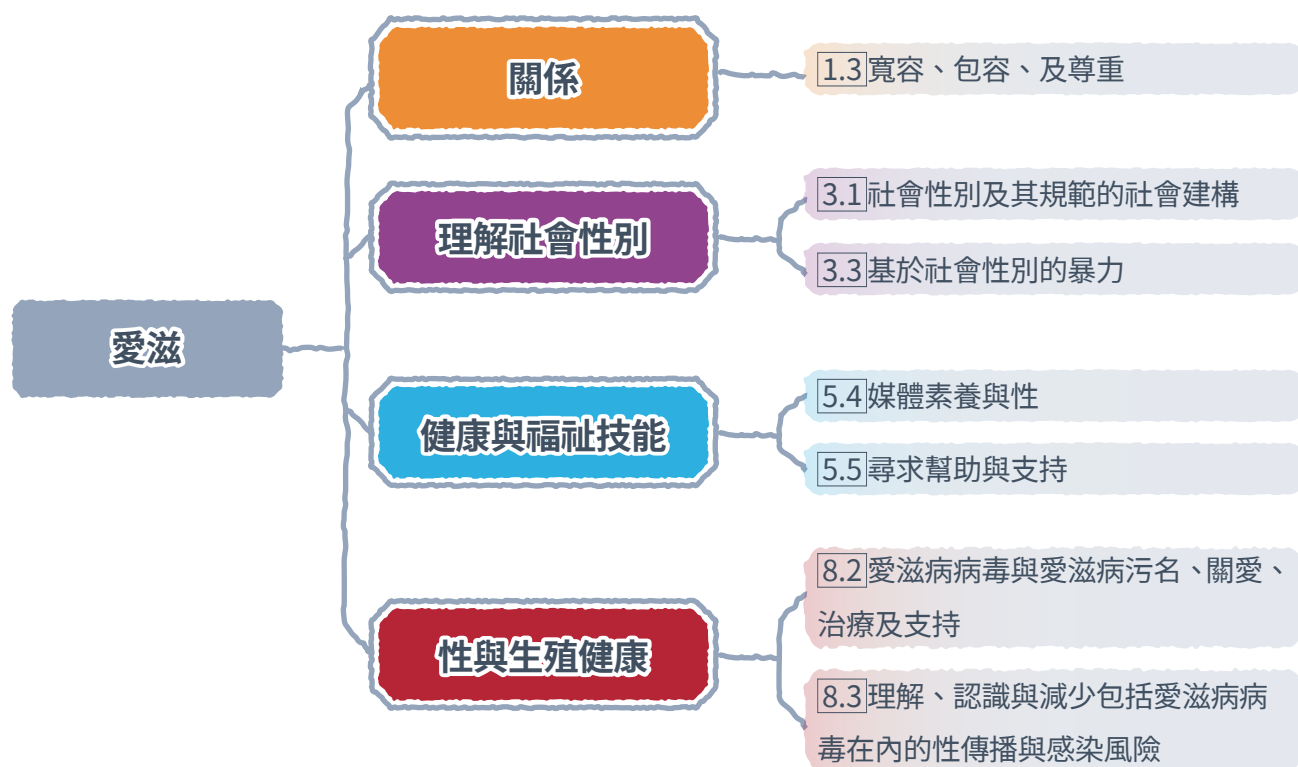 關係
1.3寬容、包容、及尊重
理解社會性別
3.1社會性別及其規範的社會建構
3.3基於社會性別的暴力
愛滋
健康與福祉技能
5.4媒體素養與性
5.5尋求幫助與支持
性與生殖健康
8.2愛滋病病毒與愛滋病污名、關愛、
治療及支持
8.3理解、認識與減少包括愛滋病病
毒在內的性傳播與感染風險